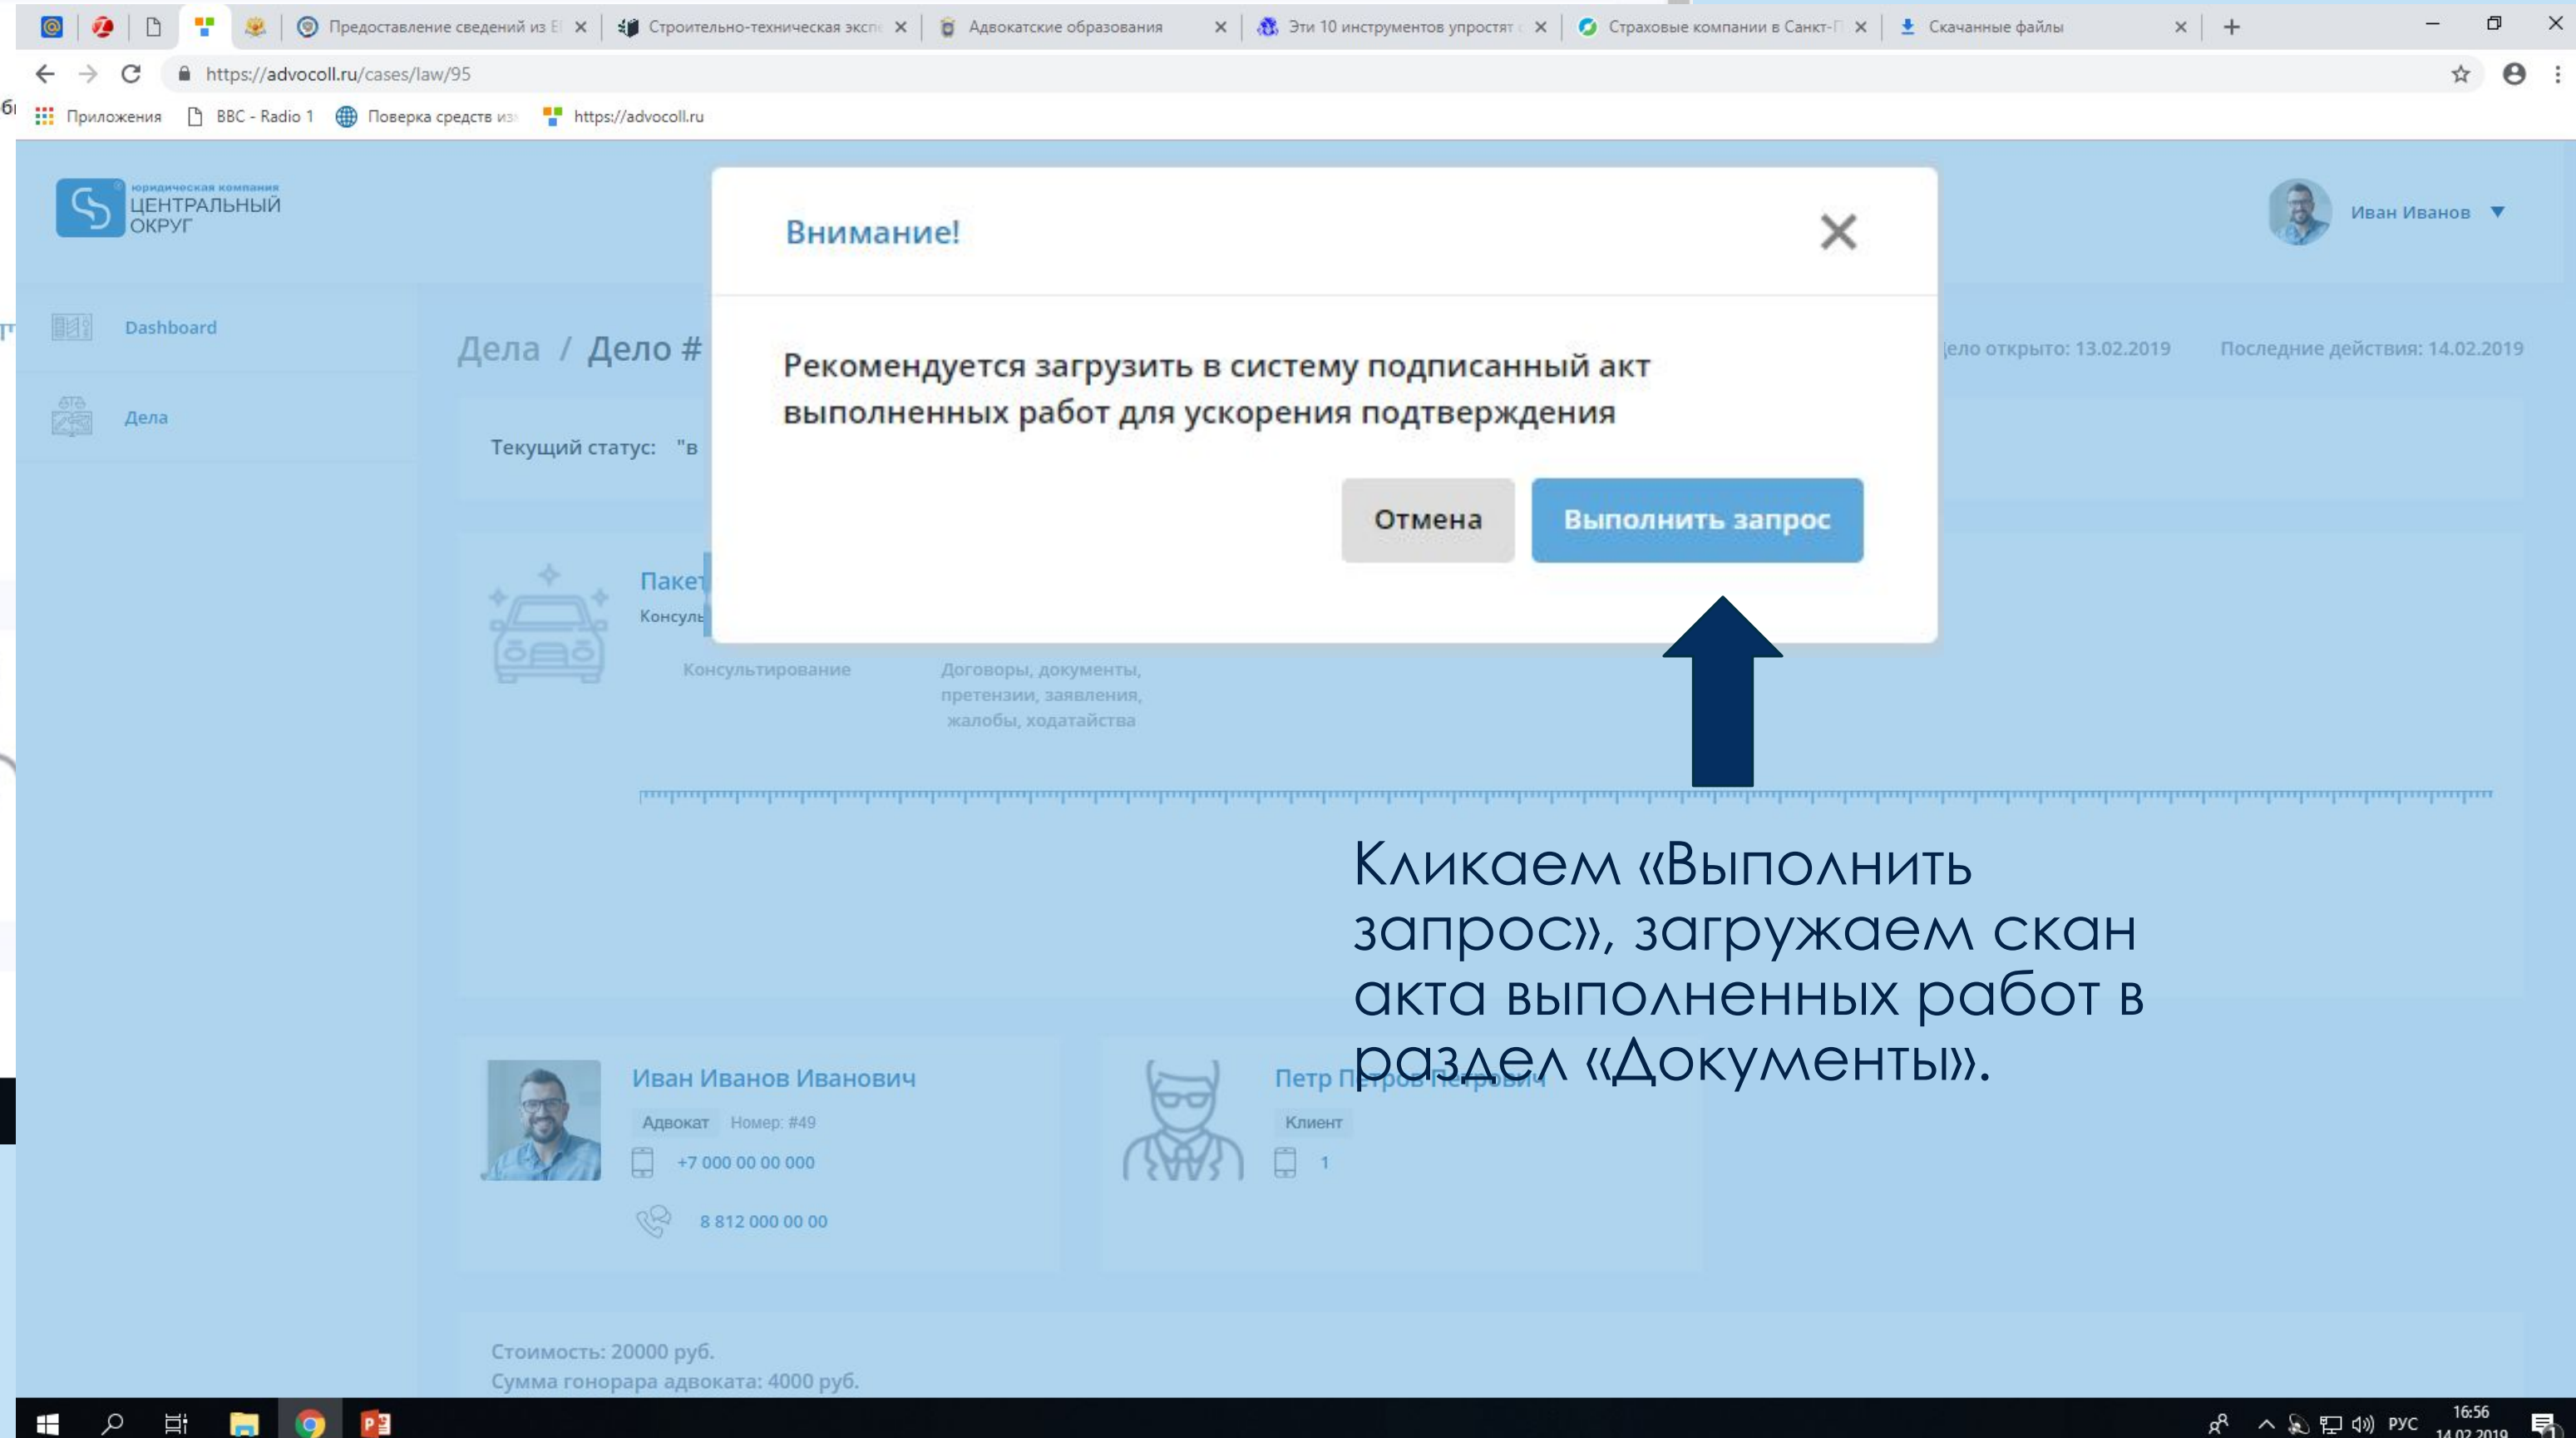 Предоставление сведений из Е
Строительно-техническая эксп
Адвокатские образования
Эти 10 инструментов упростят
Страховые компании в Санкт-П
Скачанные файлы
https://advocoll.ru/cases/law/95
Приложения
BBC - Radio 1
Поверка средств из
https://advocoll.ru
юридическая компания
ЦЕНТРАЛЬНЫЙ
ОКРУГ
Иван Иванов
Внимание!
Рекомендуется загрузить в систему подписанный акт
выполненных работ для ускорения подтверждения
Отмена
Выполнить запрос
Dashboard
Дела
Дела / Дело #
ело открыто: 13.02.2019
Последние действия: 14.02.2019
Текущий статус: "в
Пакет
Консуль
Консультирование
Договоры, документы,
претензии, заявления,
жалобы, ходатайства
Кликаем «Выполнить
запрос», загружаем скан
акта выполненных работ в
раздел «Документы».
Иван Иванов Иванович
Адвокат Номер: #49
+7 000 00 00 000
8 812 000 00 00
Петр Петров Петрович
Клиент
1
Стоимость: 20000 руб.
Сумма гонорара адвоката: 4000 руб.
РУС
16:56
14.02.2019